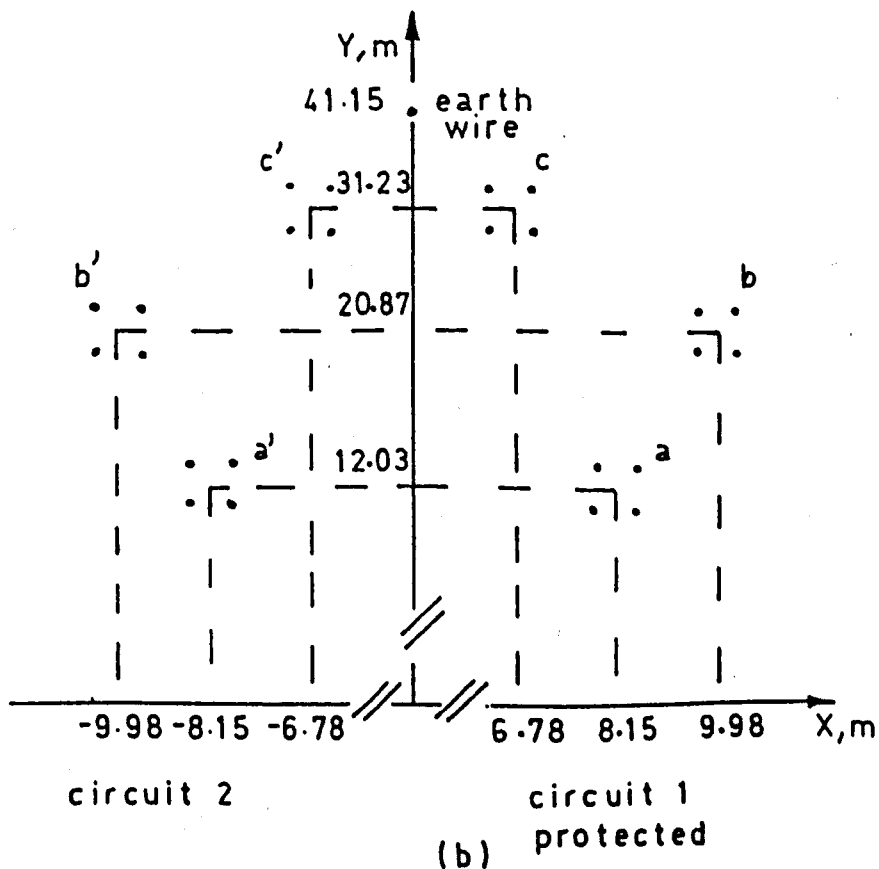 Y,m
41·15 earth
wire
c' 31·23 c
b' 20·87 b
a' 12·03 a
-9·98 -8·15 -6·78 6·78 8·15 9·98 X,m
circuit 2 circuit 1
protected
(b)